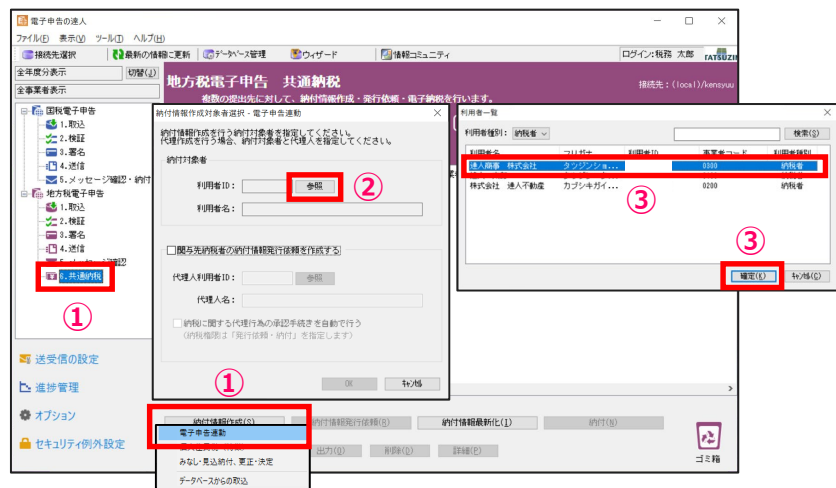 電子申告の達人
ファイル(F) 表示(V) ツール(T) ヘルプ(H)
接続先選択 最新の情報に更新 データベース管理 ウィザード 情報コミュニティ ログイン:税務 太郎
全年度分表示 切替(J)
全事業者表示
国税電子申告
1.取込
2.検証
3.署名
4.送信
5.メッセージ確認・納付
地方税電子申告
1.取込
2.検証
3.署名
4.送信
6.共通納税
①
送受信の設定
進捗管理
オプション
セキュリティ例外設定
地方税電子申告 共通納税
接続先:(local)/kensyuu
複数の提出先に対して、納付情報作成・発行依頼・電子納税を行います。
納付情報作成対象者選択 - 電子申告連動
納付情報作成を行う納付対象者を指定してください。
代理作成を行う場合、納付対象者と代理人を指定してください。
納付対象者
利用者ID: 参照 ②
利用者名:
関与先納税者の納付情報発行依頼を作成する
代理人利用者ID: 参照
代理人名:
納税に関する代理行為の承認手続きを自動で行う
(納税権限は「発行依頼・納付」を指定します)
①
OK キャンセル
利用者一覧
利用者種別: 納税者 検索(S)
利用者名 フリガナ 利用者ID 事業者コード 利用者種別
達人商事 株式会社 タツジンショ... 0300 納税者
株式会社 達人不動産 カブシキガイ... 0200 納税者
③
③
確定(K) キャンセル(C)
納付情報作成(S) 納付情報発行依頼(R) 納付情報最新化(I) 納付(N)
電子申告連動
出力(O) 削除(D) 詳細(P)
みなし・見込納付、更正・決定
データベースからの取込
ゴミ箱